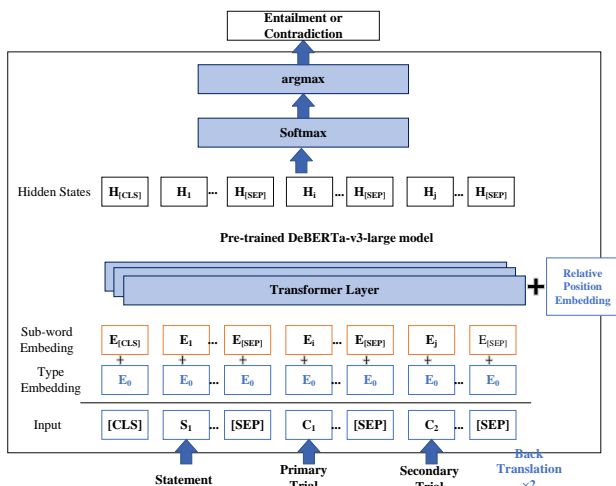 Entailment or
Contradiction
argmax
Softmax
Hidden States H[CLS] H1 ... H[SEP] Hi ... H[SEP] Hj ... H[SEP]
Pre-trained DeBERTa-v3-large model
Transformer Layer
+
Relative
Position
Embedding
Sub-word
Embeding
E[CLS] E1 ... E[SEP] Ei ... E[SEP] Ej ... E[SEP]
+ + + + + + +
Type
Embedding
E0 E0 ... E0 E0 ... E0 E0 ... E0
Input [CLS] S1 ... [SEP] C1 ... [SEP] C2 ... [SEP]
Statement
Primary
Trial
Secondary
Trial
Back
Translation
×2